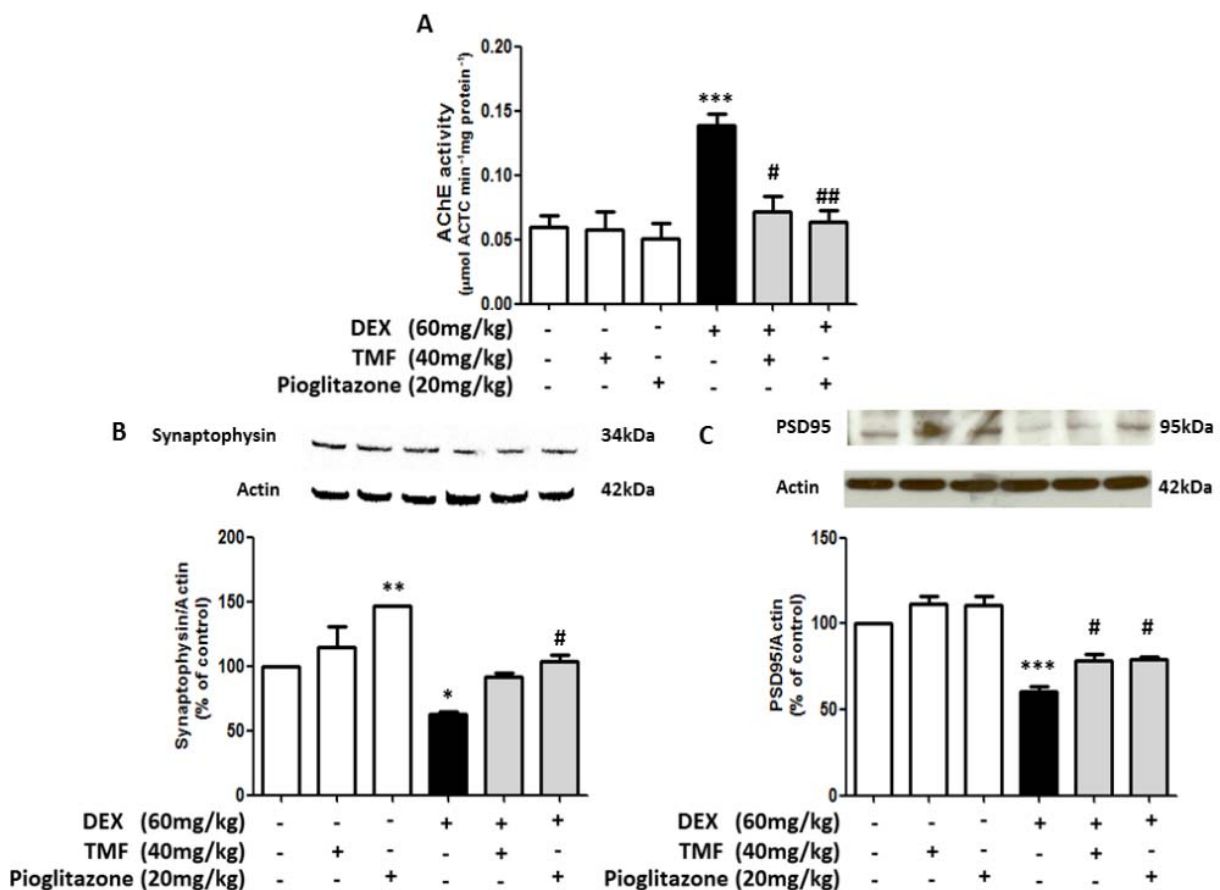 A
AChE activity
(µmol ACTC min⁻¹mg protein⁻¹)
0.20
0.15
0.10
0.05
0.00
***
#
##
DEX (60mg/kg) - - - + + +
TMF (40mg/kg) - + - - + -
Pioglitazone (20mg/kg) - - + - - +
B
Synaptophysin 34kDa
Actin 42kDa
Synaptophysin/Actin
(% of control)
200
150
100
50
0
**
*
#
DEX (60mg/kg) - - - + + +
TMF (40mg/kg) - + - - + -
Pioglitazone (20mg/kg) - - + - - +
C
PSD95 95kDa
Actin 42kDa
PSD95/Actin
(% of control)
150
100
50
0
***
#
#
DEX (60mg/kg) - - - + + +
TMF (40mg/kg) - + - - + -
Pioglitazone (20mg/kg) - - + - - +